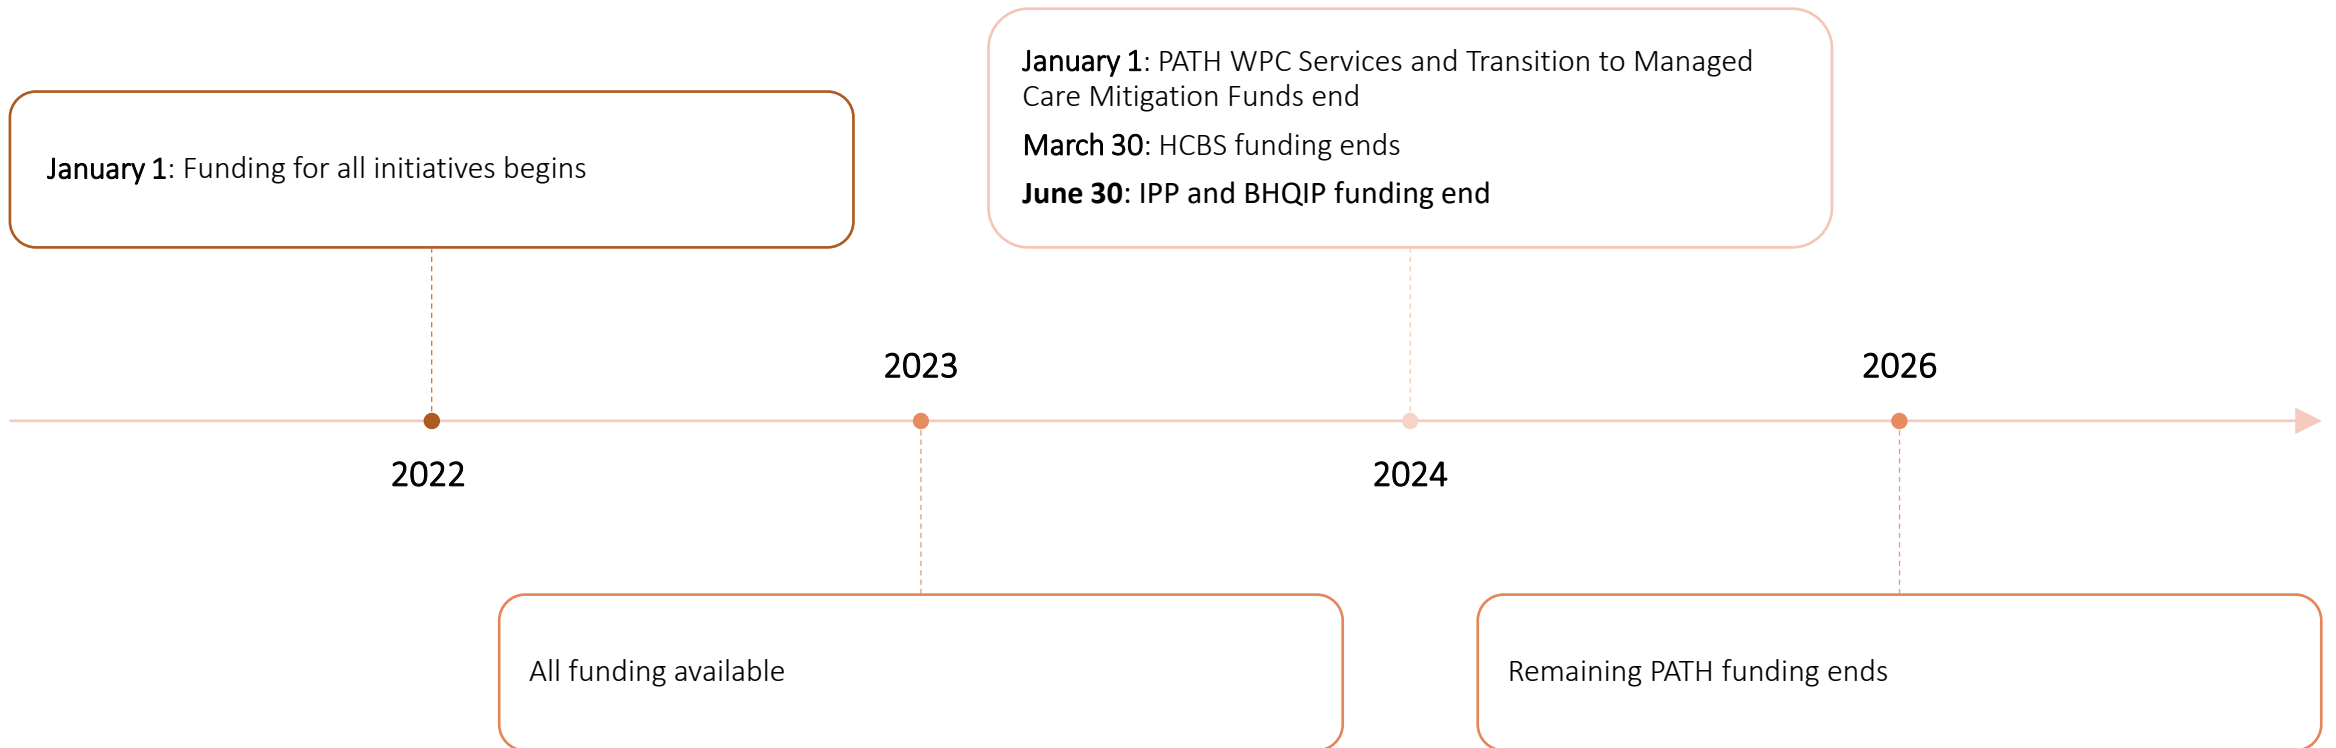 January 1: PATH WPC Services and Transition to Managed
Care Mitigation Funds end
March 30: HCBS funding ends
June 30: IPP and BHQIP funding end
January 1: Funding for all initiatives begins
2023
2026
2022
2024
All funding available
Remaining PATH funding ends